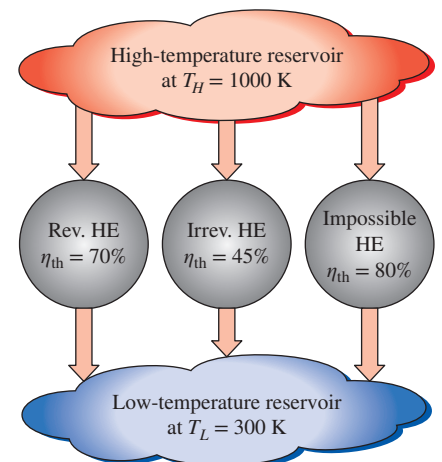 High-temperature reservoir
at T_H = 1000 K
Rev. HE
η_th = 70%
Irrev. HE
η_th = 45%
Impossible
HE
η_th = 80%
Low-temperature reservoir
at T_L = 300 K